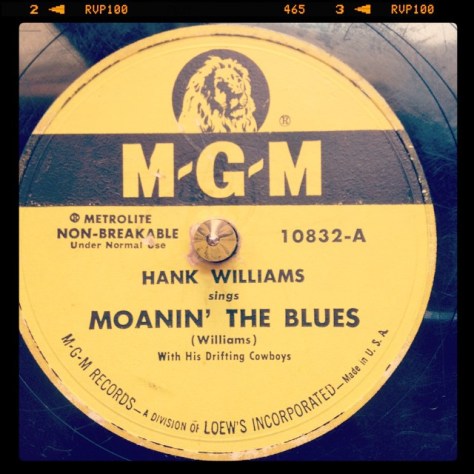 2 ◄ RVP100 465 3 ◄ RVP100
®
M-G-M
® METROLITE
NON-BREAKABLE
Under Normal Use
10832-A
HANK WILLIAMS
sings
MOANIN' THE BLUES
(Williams)
With His Drifting Cowboys
M-G-M RECORDS—A DIVISION OF LOEW'S INCORPORATED—Made in U.S.A.